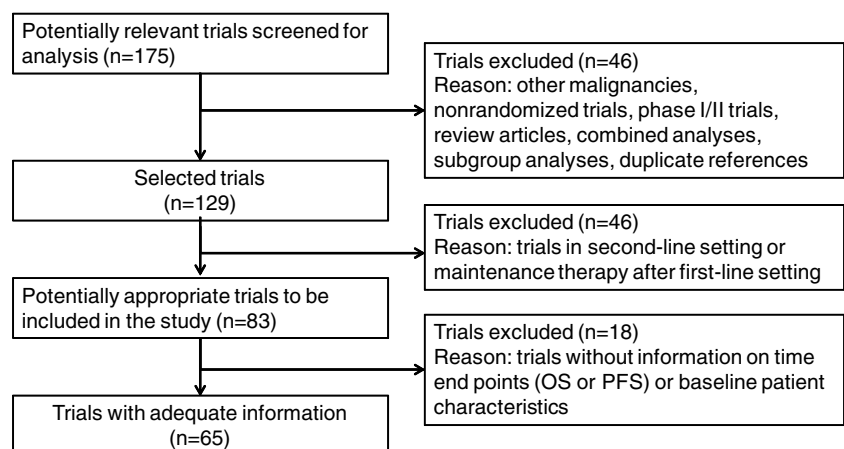 Potentially relevant trials screened for
analysis (n=175)
Trials excluded (n=46)
Reason: other malignancies,
nonrandomized trials, phase I/II trials,
review articles, combined analyses,
subgroup analyses, duplicate references
Selected trials
(n=129)
Trials excluded (n=46)
Reason: trials in second-line setting or
maintenance therapy after first-line setting
Potentially appropriate trials to be
included in the study (n=83)
Trials excluded (n=18)
Reason: trials without information on time
end points (OS or PFS) or baseline patient
characteristics
Trials with adequate information
(n=65)